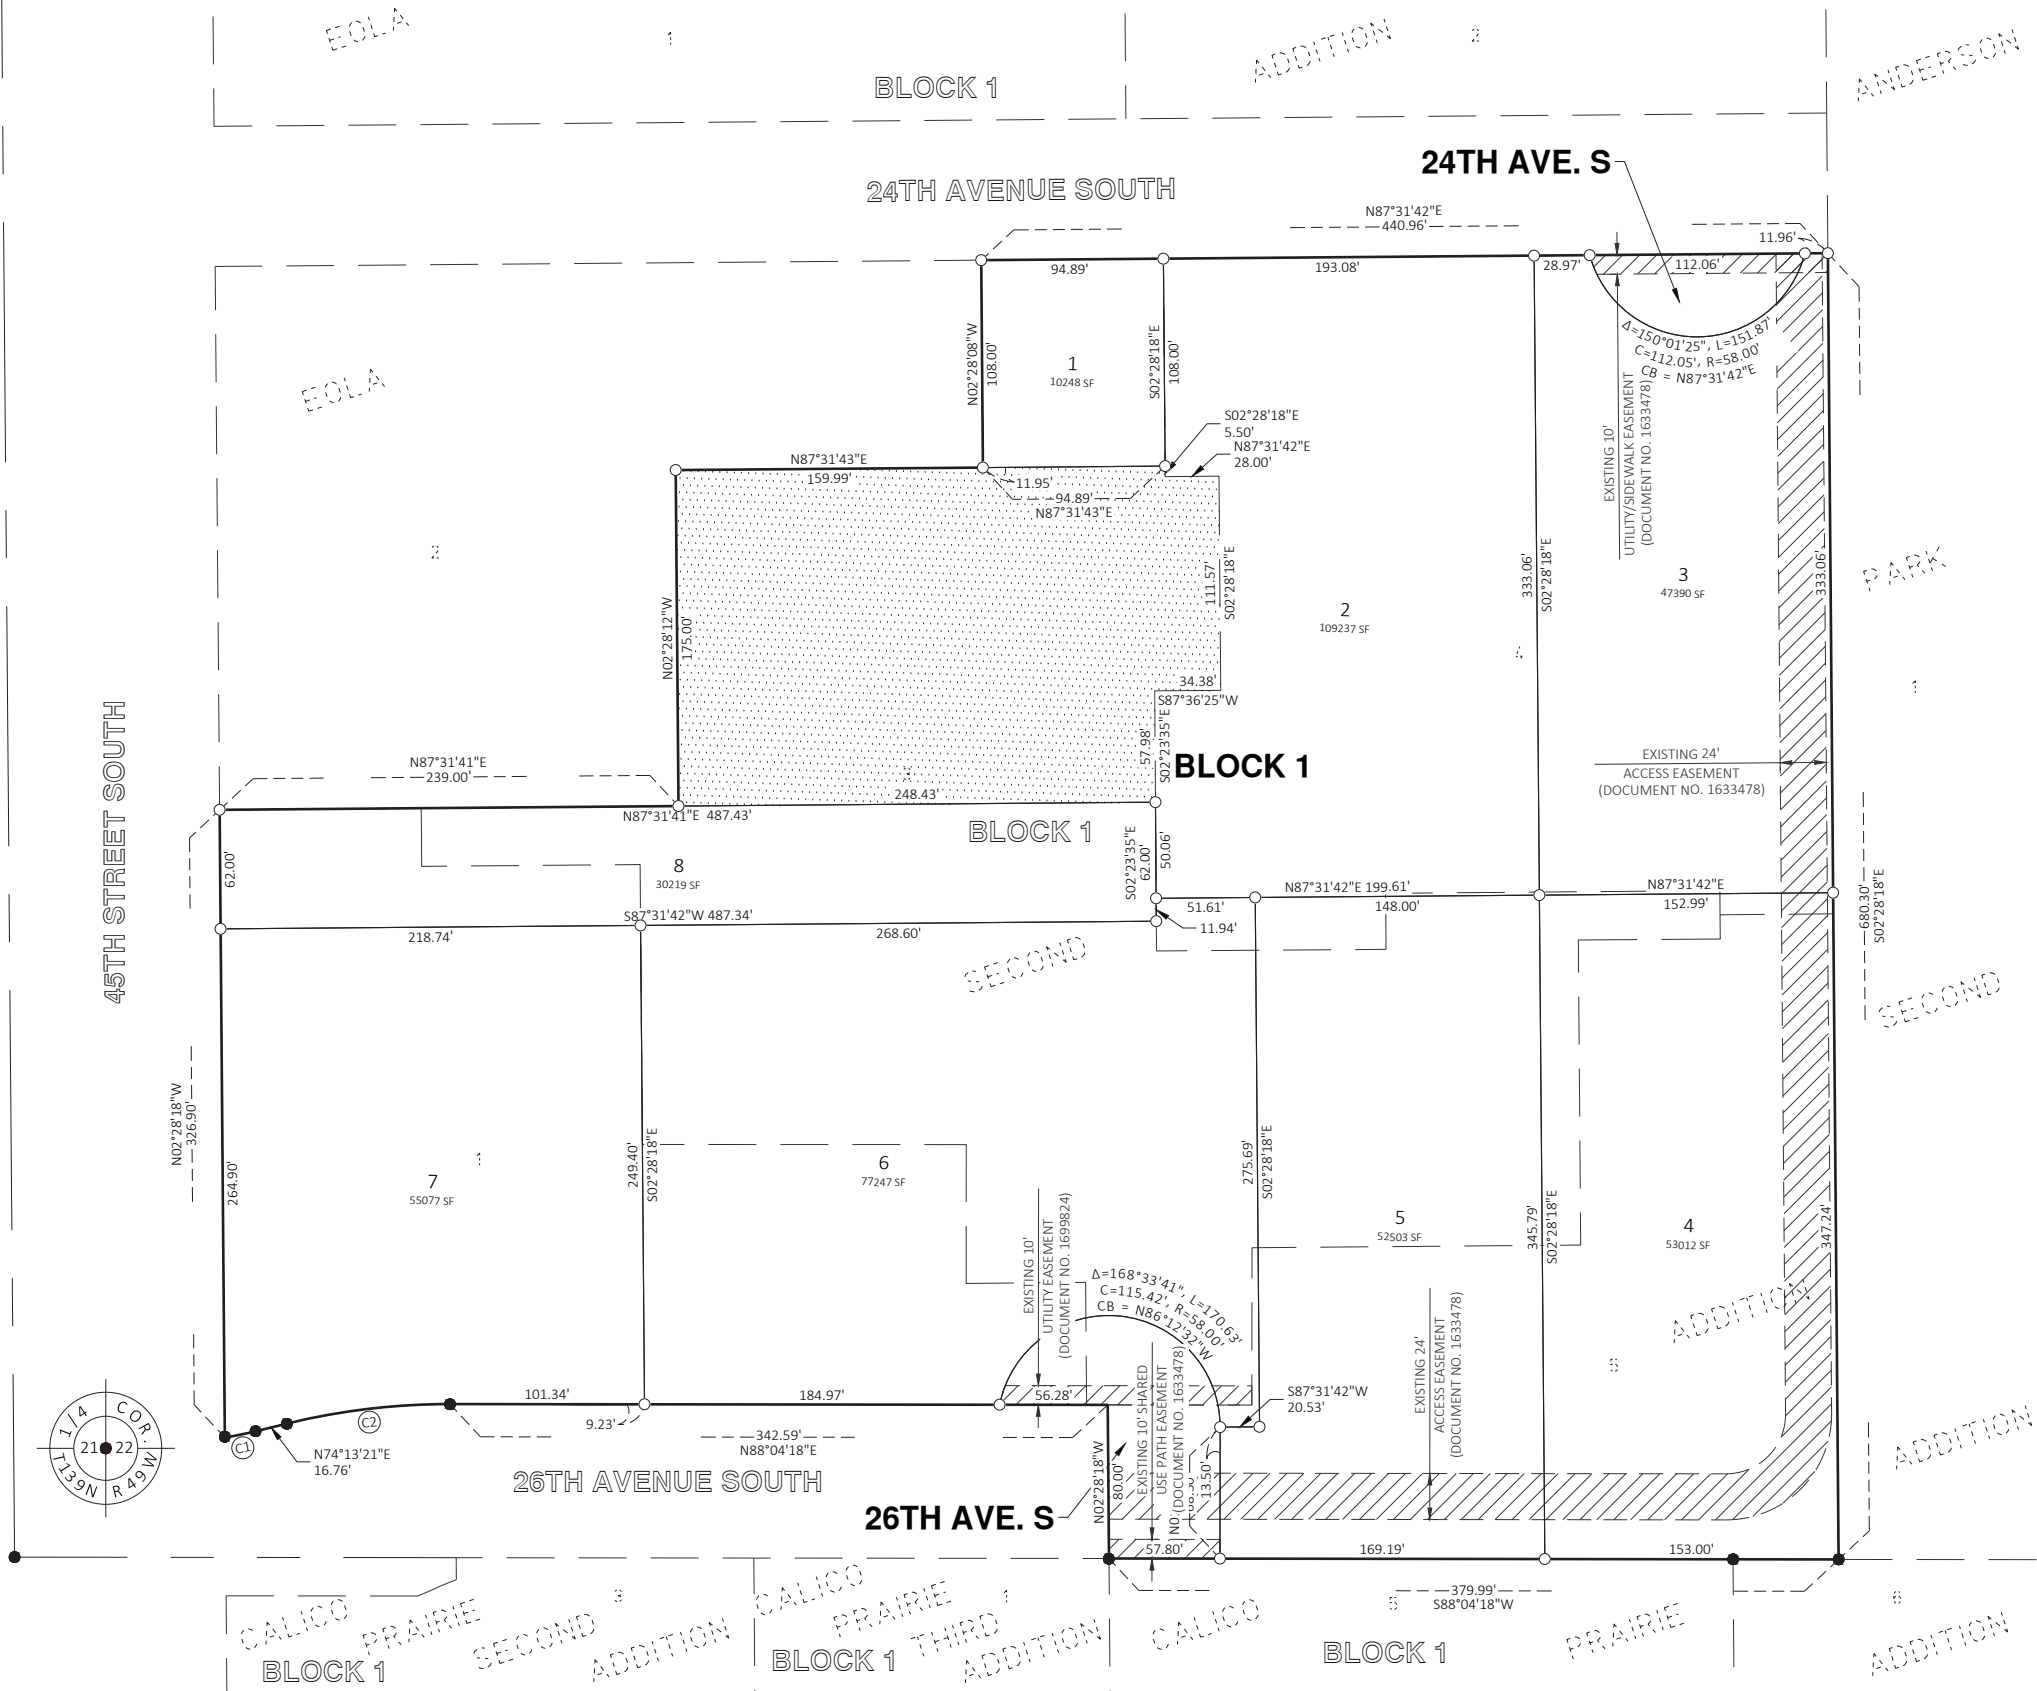 EOLA
1
ADDITION
2
ANDERSON
BLOCK 1
24TH AVE. S
24TH AVENUE SOUTH
N87°31'42"E
440.96'
11.96'
94.89'
193.08'
28.97'
112.06'
Δ=150°01'25", L=151.87'
C=112.05', R=58.00'
CB = N87°31'42"E
N02°28'08"W
108.00'
1
10248 SF
S02°28'18"E
108.00'
EOLA
S02°28'18"E
5.50'
N87°31'42"E
28.00'
EXISTING 10'
UTILITY/SIDEWALK EASEMENT
(DOCUMENT NO. 1633478)
N87°31'43"E
159.99'
11.95'
94.89'
N87°31'43"E
2
PARK
111.57'
S02°28'18"E
333.06'
S02°28'18"E
3
47390 SF
333.06'
2
109237 SF
4
N02°28'12"W
175.00'
34.38'
S87°36'25"W
1
57.98'
S02°23'35"E
BLOCK 1
EXISTING 24'
ACCESS EASEMENT
(DOCUMENT NO. 1633478)
45TH STREET SOUTH
N87°31'41"E
239.00'
3
248.43'
N87°31'41"E 487.43'
BLOCK 1
62.00'
8
30219 SF
S02°23'35"E
62.00'
50.06'
N87°31'42"E 199.61'
N87°31'42"E
51.61'
148.00'
152.99'
11.94'
S87°31'42"W 487.34'
218.74'
268.60'
680.30'
S02°28'18"E
SECOND
SECOND
N02°28'18"W
326.90'
264.90'
7
55077 SF
1
249.40'
S02°28'18"E
6
77247 SF
275.69'
S02°28'18"E
5
52503 SF
345.79'
S02°28'18"E
4
53012 SF
347.24'
EXISTING 10'
UTILITY EASEMENT
(DOCUMENT NO. 1699824)
Δ=168°33'41", L=170.63'
C=115.42', R=58.00'
CB = N86°12'32"W
ADDITION
5
EXISTING 24'
ACCESS EASEMENT
(DOCUMENT NO. 1633478)
101.34'
184.97'
56.28'
9.23'
S87°31'42"W
20.53'
C1
C2
N74°13'21"E
16.76'
342.59'
N88°04'18"E
26TH AVENUE SOUTH
1/4 COR.
21 22
T139N R49W
26TH AVE. S
N02°28'18"W
80.00'
EXISTING 10' SHARED
USE PATH EASEMENT
(DOCUMENT NO. 1633478)
13.50'
ADDITION
57.80'
169.19'
153.00'
379.99'
S88°04'18"W
CALICO
PRAIRIE
SECOND
ADDITION
3
BLOCK 1
CALICO
PRAIRIE
THIRD
ADDITION
1
BLOCK 1
CALICO
5
PRAIRIE
6
ADDITION
BLOCK 1